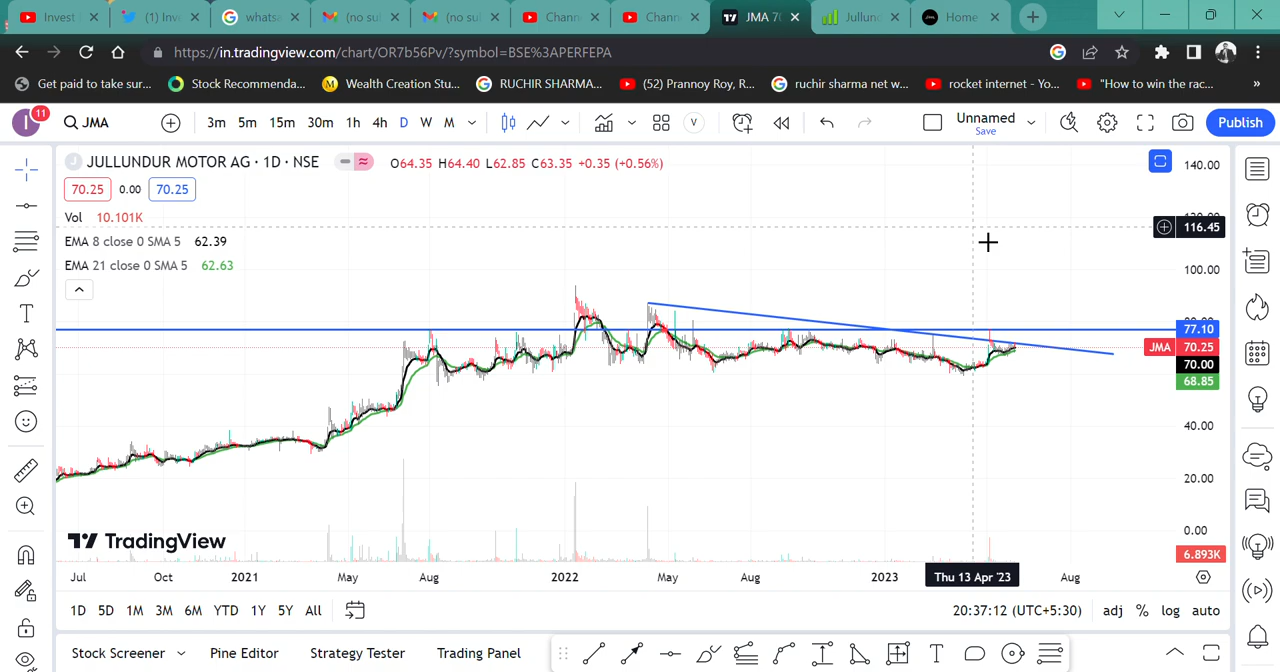 Invest
(1) Inv
whats
(no su
(no su
Chann
Chann
JMA 7
Jullund
Home
https://in.tradingview.com/chart/OR7b56Pv/?symbol=BSE%3APERFEPA
Get paid to take sur...
Stock Recommenda...
Wealth Creation Stu...
RUCHIR SHARMA...
(52) Prannoy Roy, R...
ruchir sharma net w...
rocket internet - Yo...
"How to win the rac...
»
I
11
JMA
3m 5m 15m 30m 1h 4h D W M
V
Unnamed
Save
Publish
J
JULLUNDUR MOTOR AG · 1D · NSE
O64.35 H64.40 L62.85 C63.35 +0.35 (+0.56%)
70.25 0.00 70.25
Vol 10.101K
EMA 8 close 0 SMA 5 62.39
EMA 21 close 0 SMA 5 62.63
140.00
116.45
100.00
77.10
JMA 70.25
70.00
68.85
40.00
20.00
0.00
6.893K
TradingView
Jul Oct 2021 May Aug 2022 May Aug 2023 Thu 13 Apr '23 Aug
1D 5D 1M 3M 6M YTD 1Y 5Y All
20:37:12 (UTC+5:30) adj % log auto
Stock Screener Pine Editor Strategy Tester Trading Panel
T
T